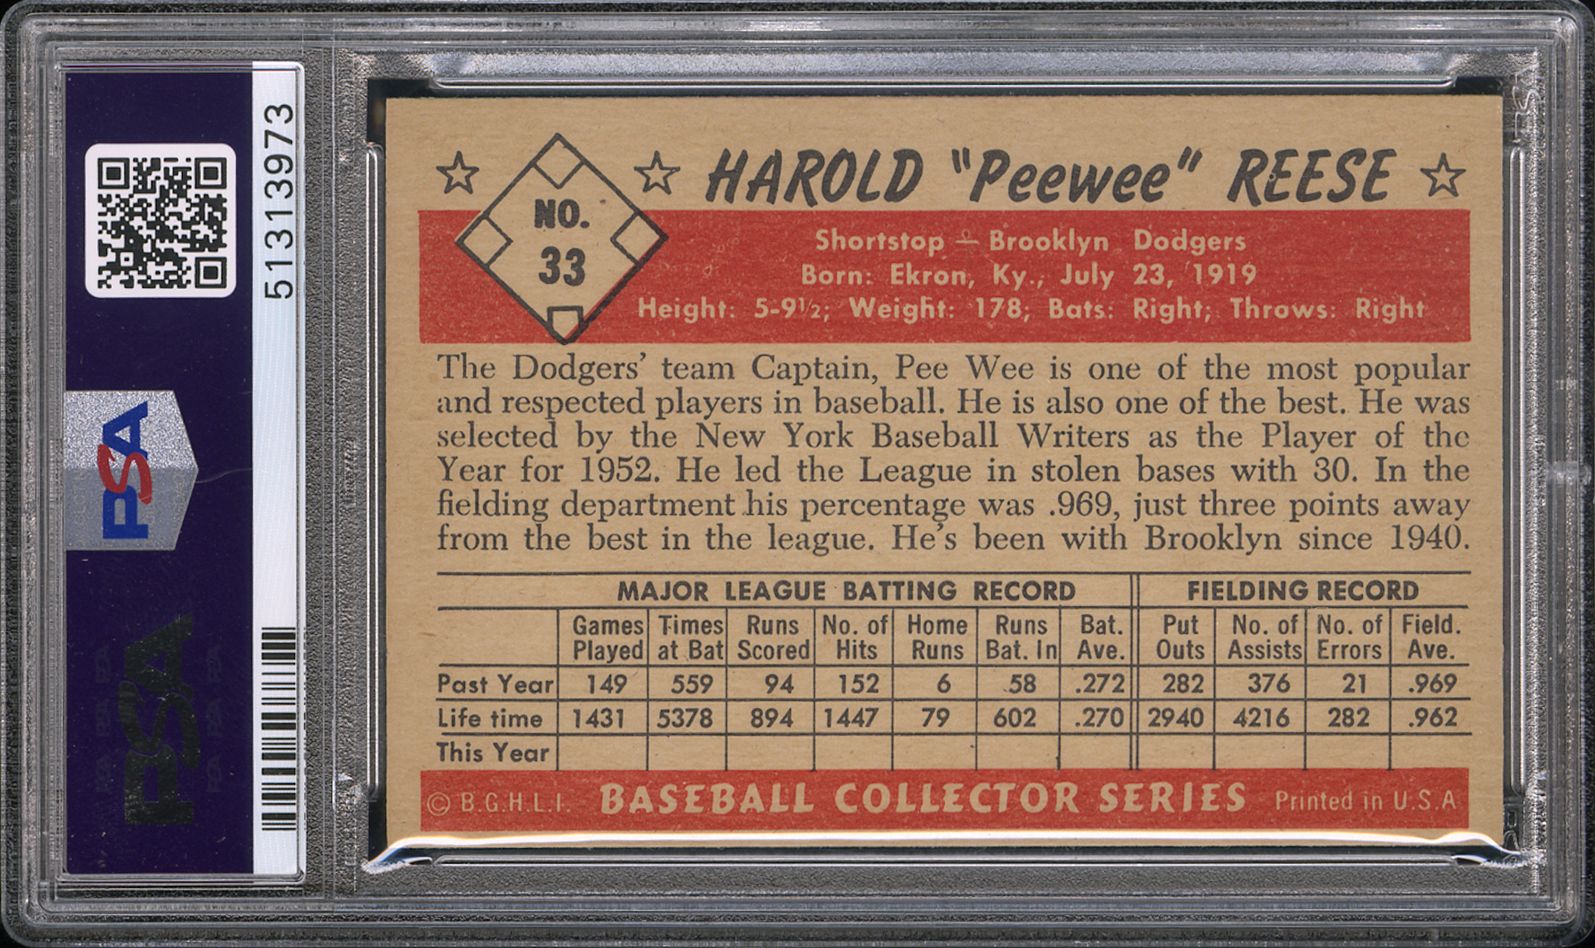 51313973
PSA
PSA
NO.
33
HAROLD "Peewee" REESE
Shortstop — Brooklyn Dodgers
Born: Ekron, Ky., July 23, 1919
Height: 5-9½; Weight: 178; Bats: Right; Throws: Right
The Dodgers' team Captain, Pee Wee is one of the most popular
and respected players in baseball. He is also one of the best. He was
selected by the New York Baseball Writers as the Player of the
Year for 1952. He led the League in stolen bases with 30. In the
fielding department his percentage was .969, just three points away
from the best in the league. He's been with Brooklyn since 1940.
MAJOR LEAGUE BATTING RECORD FIELDING RECORD
Games Times Runs No. of Home Runs Bat. Put No. of No. of Field.
Played at Bat Scored Hits Runs Bat. In Ave. Outs Assists Errors Ave.
Past Year 149 559 94 152 6 58 .272 282 376 21 .969
Life time 1431 5378 894 1447 79 602 .270 2940 4216 282 .962
This Year
© B.G.H.L.I. BASEBALL COLLECTOR SERIES Printed in U.S.A